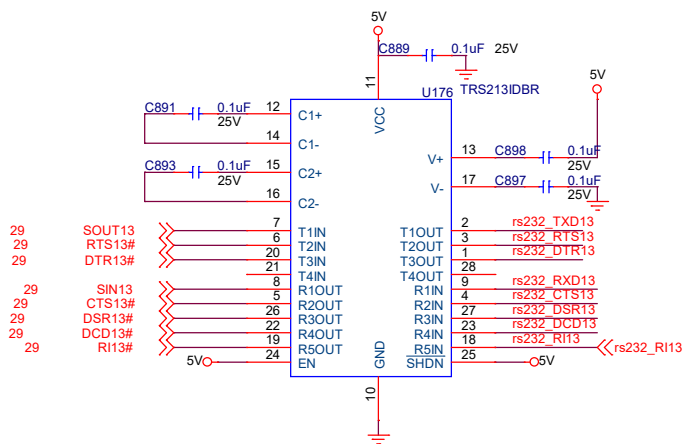 5V
C889 0.1uF 25V
11
U176 TRS213IDBR
5V
C891 0.1uF 12 C1+ VCC
25V
14 C1-
13 C898 0.1uF
V+
25V
C893 0.1uF 15 C2+
25V
17 C897 0.1uF
V-
25V
16 C2-
29 SOUT13 7 T1IN T1OUT 2 rs232_TXD13
29 RTS13# 6 T2IN T2OUT 3 rs232_RTS13
29 DTR13# 20 T3IN T3OUT 1 rs232_DTR13
21 T4IN T4OUT 28
29 SIN13 8 R1OUT R1IN 9 rs232_RXD13
29 CTS13# 5 R2OUT R2IN 4 rs232_CTS13
29 DSR13# 26 R3OUT R3IN 27 rs232_DSR13
29 DCD13# 22 R4OUT R4IN 23 rs232_DCD13
29 RI13# 19 R5OUT R5IN 18 rs232_RI13 rs232_RI13
5V 24 EN GND SHDN 25 5V
10